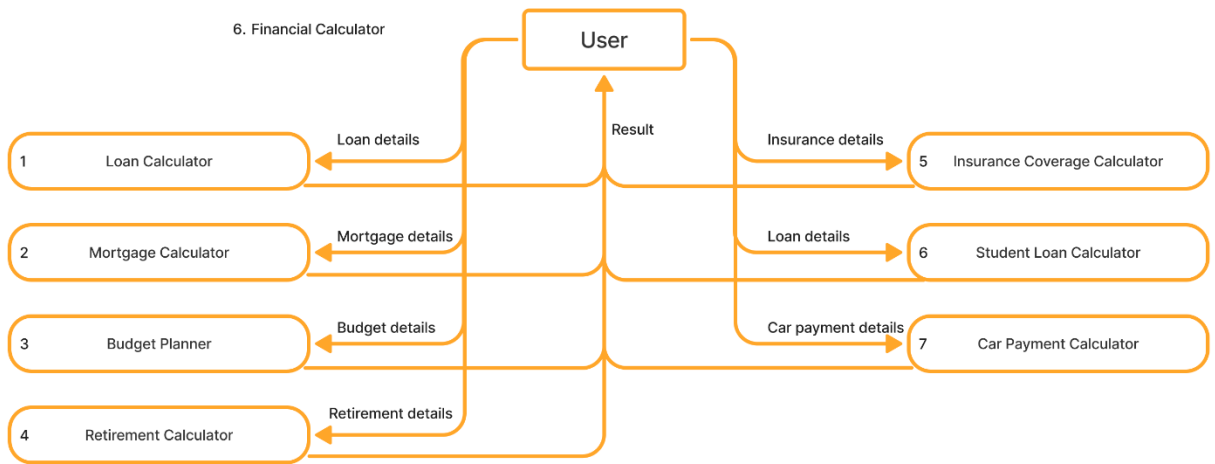 6. Financial Calculator
User
Result
Loan details
1 Loan Calculator
Mortgage details
2 Mortgage Calculator
Budget details
3 Budget Planner
Retirement details
4 Retirement Calculator
Insurance details
5 Insurance Coverage Calculator
Loan details
6 Student Loan Calculator
Car payment details
7 Car Payment Calculator